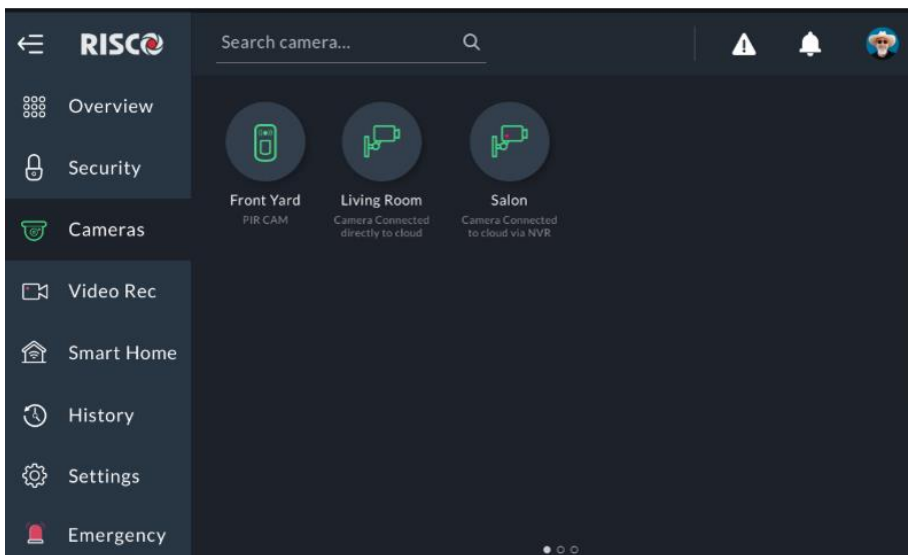 RISCO
Search camera...
Overview
Security
Cameras
Video Rec
Smart Home
History
Settings
Emergency
Front Yard
PIR CAM
Living Room
Camera Connected
directly to cloud
Salon
Camera Connected
to cloud via NVR